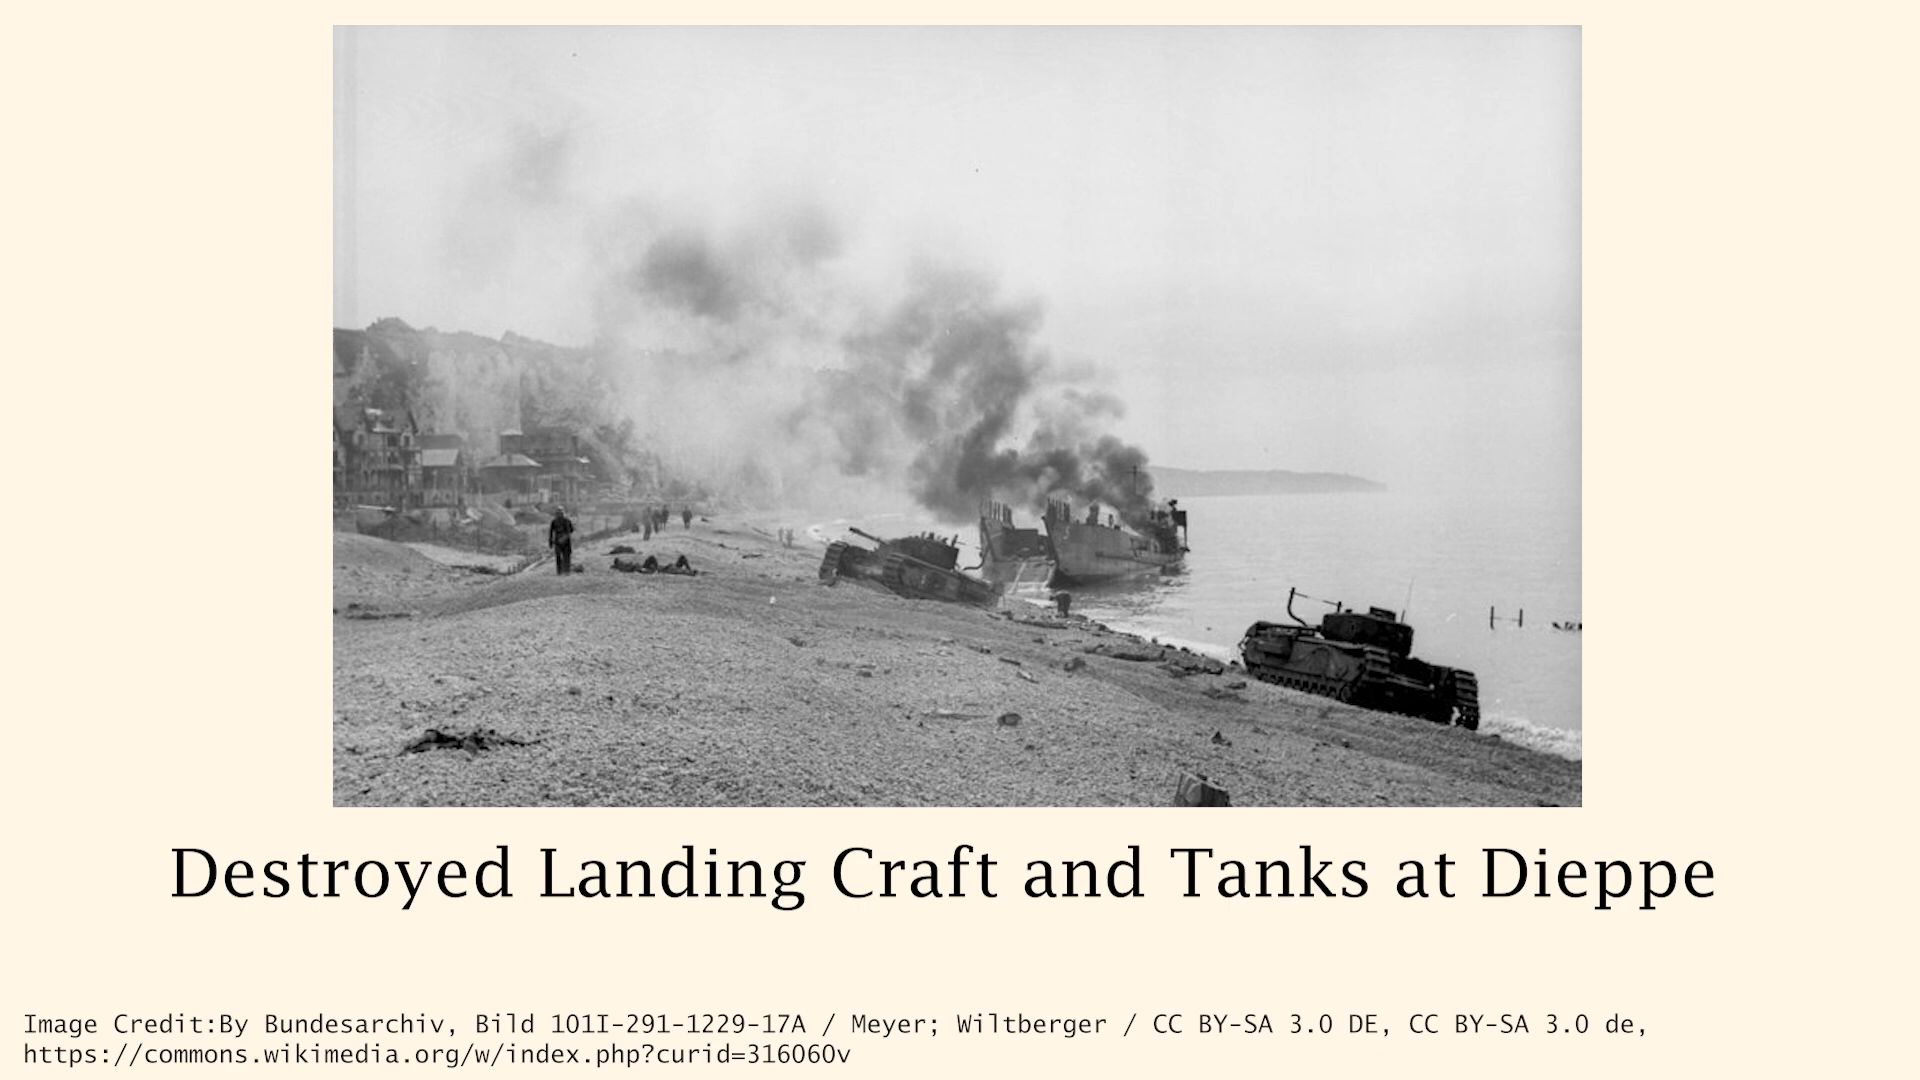 Destroyed Landing Craft and Tanks at Dieppe
Image Credit:By Bundesarchiv, Bild 101I-291-1229-17A / Meyer; Wiltberger / CC BY-SA 3.0 DE, CC BY-SA 3.0 de,
https://commons.wikimedia.org/w/index.php?curid=316060v